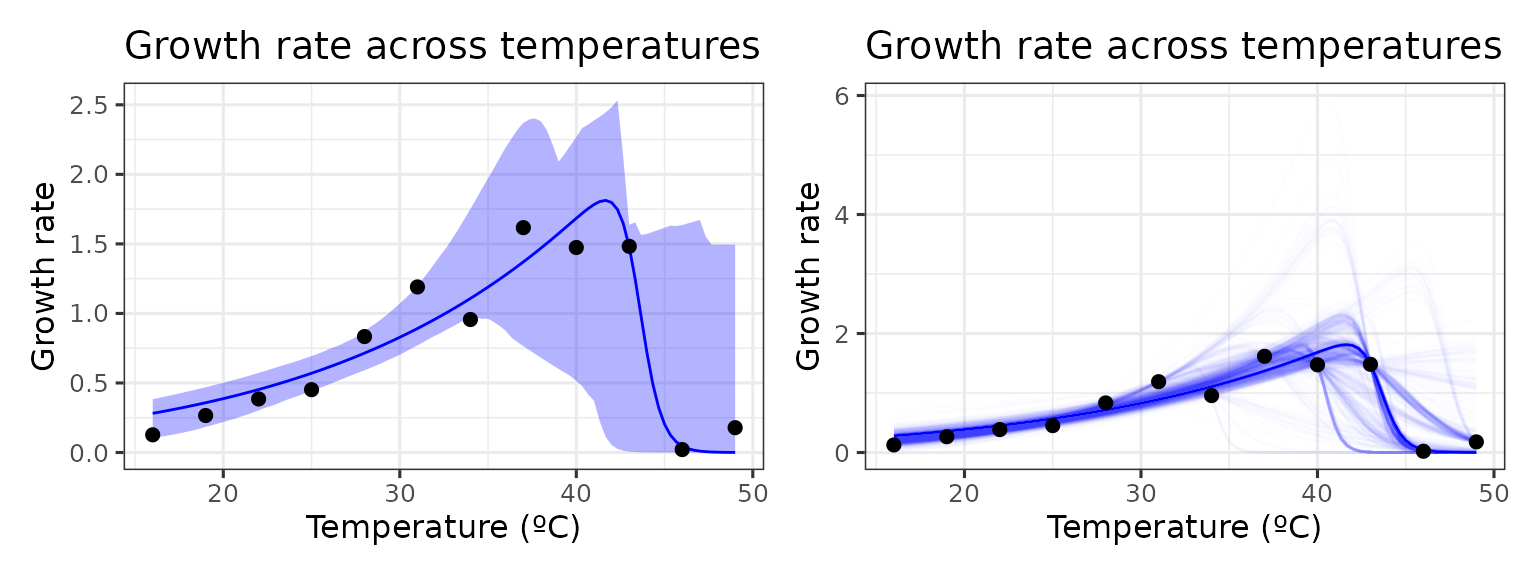 Growth rate across temperatures
Growth rate
2.5
2.0
1.5
1.0
0.5
0.0
20 30 40 50
Temperature (ºC)
Growth rate across temperatures
Growth rate
6
4
2
0
20 30 40 50
Temperature (ºC)